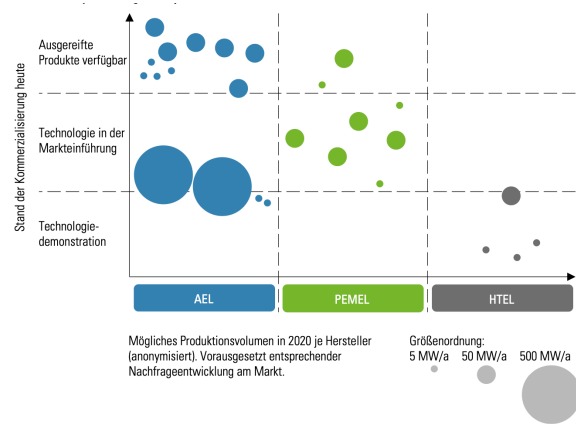 Stand der Kommerzialisierung heute
Ausgereifte
Produkte verfügbar
Technologie in der
Markteinführung
Technologie-
demonstration
AEL
PEMEL
HTEL
Mögliches Produktionsvolumen in 2020 je Hersteller
(anonymisiert). Vorausgesetzt entsprechender
Nachfrageentwicklung am Markt.
Größenordnung:
5 MW/a 50 MW/a 500 MW/a